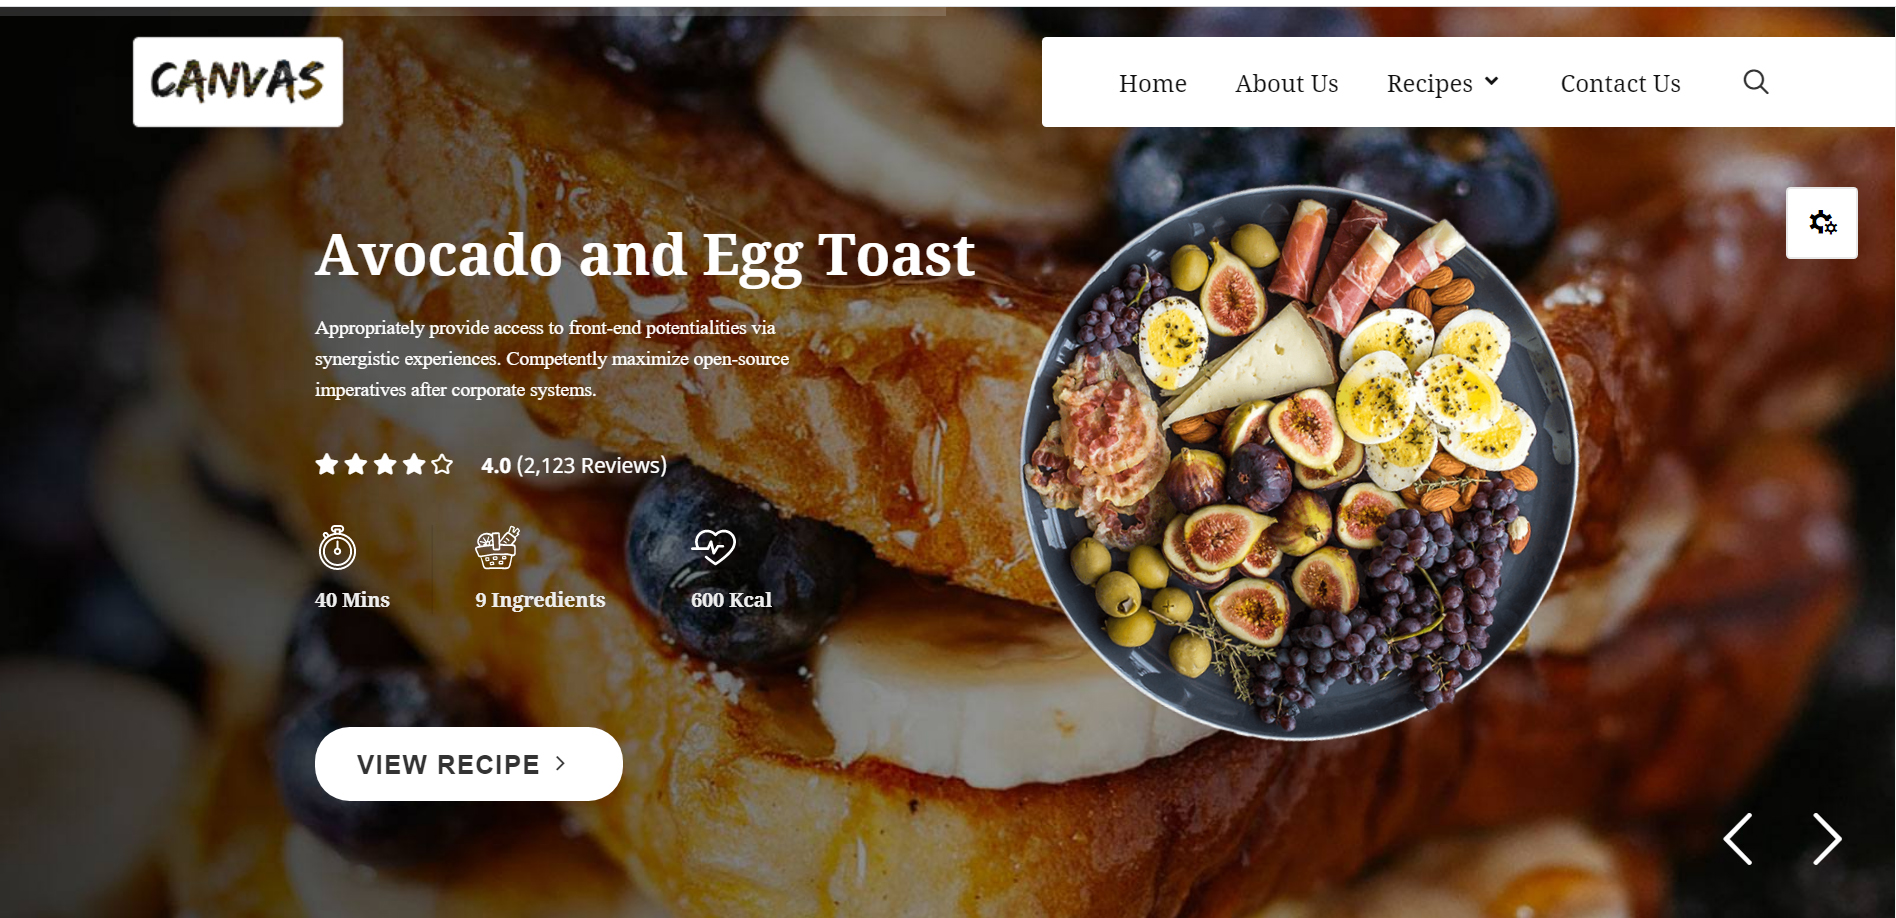 CANVAS
Home About Us Recipes Contact Us
Avocado and Egg Toast
Appropriately provide access to front-end potentialities via
synergistic experiences. Competently maximize open-source
imperatives after corporate systems.
4.0 (2,123 Reviews)
40 Mins 9 Ingredients 600 Kcal
VIEW RECIPE